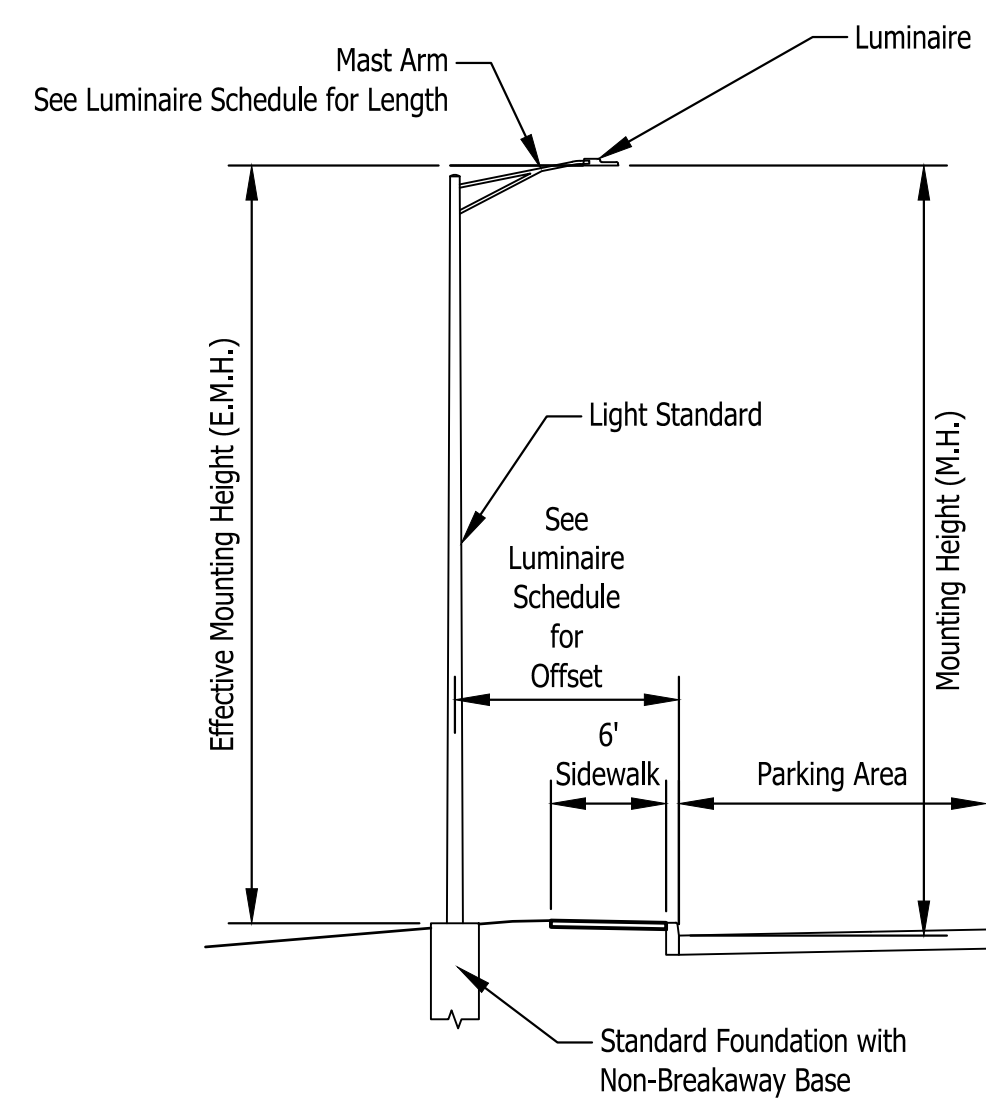 Luminaire
Mast Arm
See Luminaire Schedule for Length
Effective Mounting Height (E.M.H.)
Light Standard
Mounting Height (M.H.)
See
Luminaire
Schedule
for
Offset
6'
Sidewalk
Parking Area
Standard Foundation with
Non-Breakaway Base